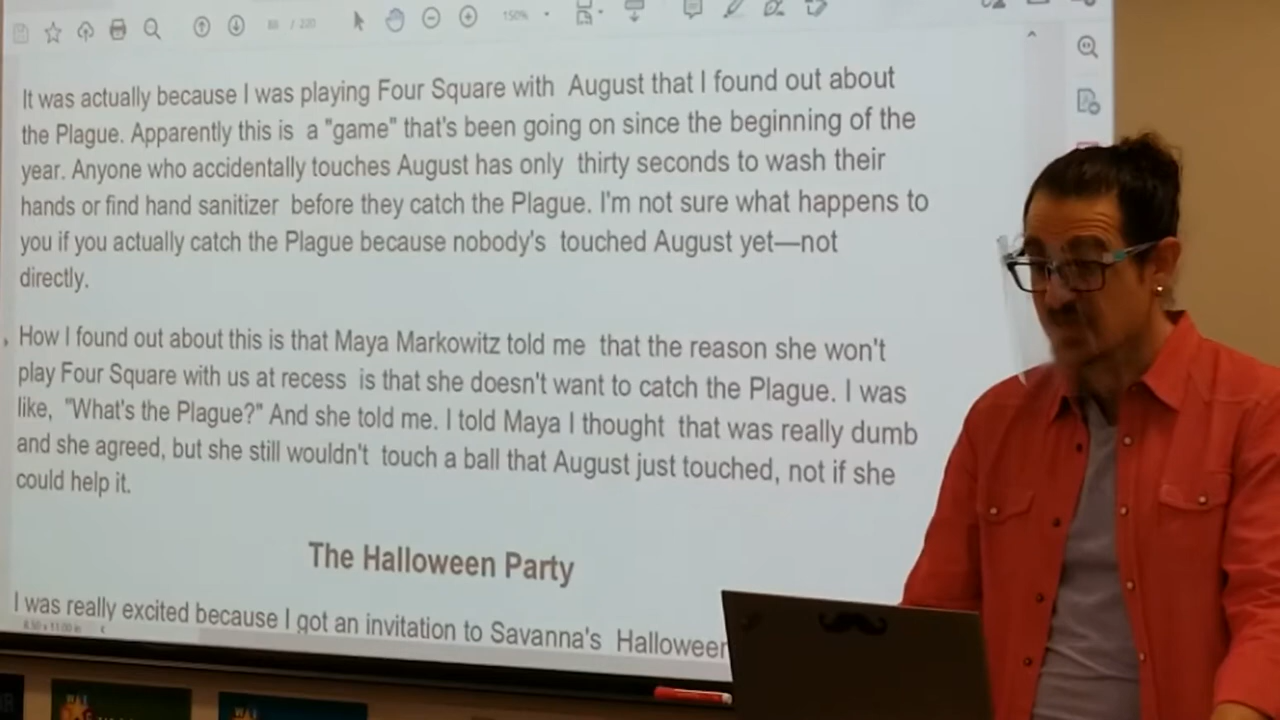 150%
It was actually because I was playing Four Square with August that I found out about
the Plague. Apparently this is a "game" that's been going on since the beginning of the
year. Anyone who accidentally touches August has only thirty seconds to wash their
hands or find hand sanitizer before they catch the Plague. I'm not sure what happens to
you if you actually catch the Plague because nobody's touched August yet—not
directly.
How I found out about this is that Maya Markowitz told me that the reason she won't
play Four Square with us at recess is that she doesn't want to catch the Plague. I was
like, "What's the Plague?" And she told me. I told Maya I thought that was really dumb
and she agreed, but she still wouldn't touch a ball that August just touched, not if she
could help it.
The Halloween Party
I was really excited because I got an invitation to Savanna's Halloween
8.50 x 11.00 in